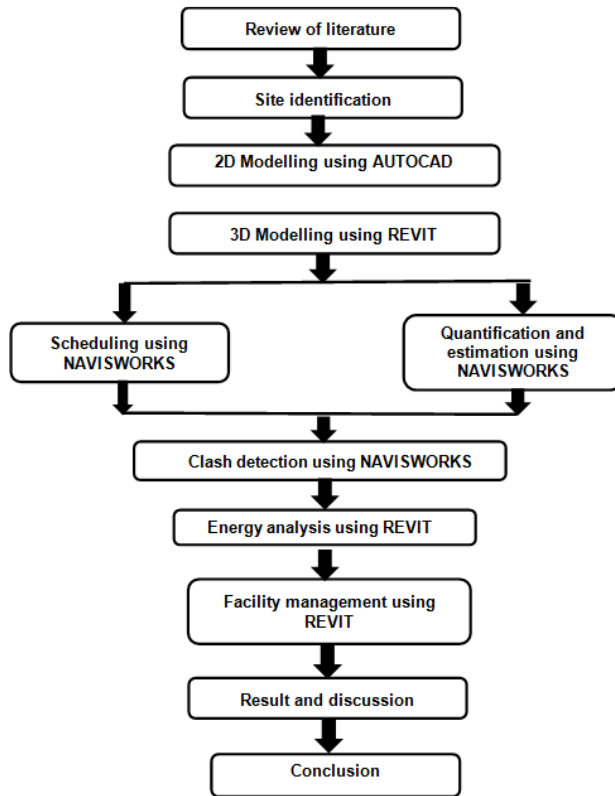 Review of literature
Site identification
2D Modelling using AUTOCAD
3D Modelling using REVIT
Scheduling using
NAVISWORKS
Quantification and
estimation using
NAVISWORKS
Clash detection using NAVISWORKS
Energy analysis using REVIT
Facility management using
REVIT
Result and discussion
Conclusion